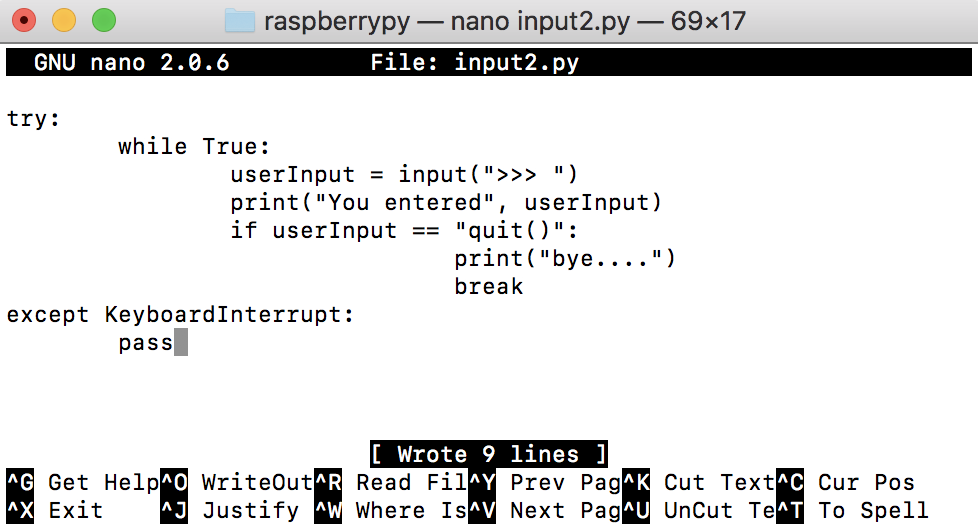 raspberrypy — nano input2.py — 69×17
GNU nano 2.0.6 File: input2.py
try:
        while True:
                userInput = input(">>> ")
                print("You entered", userInput)
                if userInput == "quit()":
                                print("bye....")
                                break
except KeyboardInterrupt:
        pass
[ Wrote 9 lines ]
^G Get Help^O WriteOut^R Read Fil^Y Prev Pag^K Cut Text^C Cur Pos
^X Exit ^J Justify ^W Where Is^V Next Pag^U UnCut Te^T To Spell